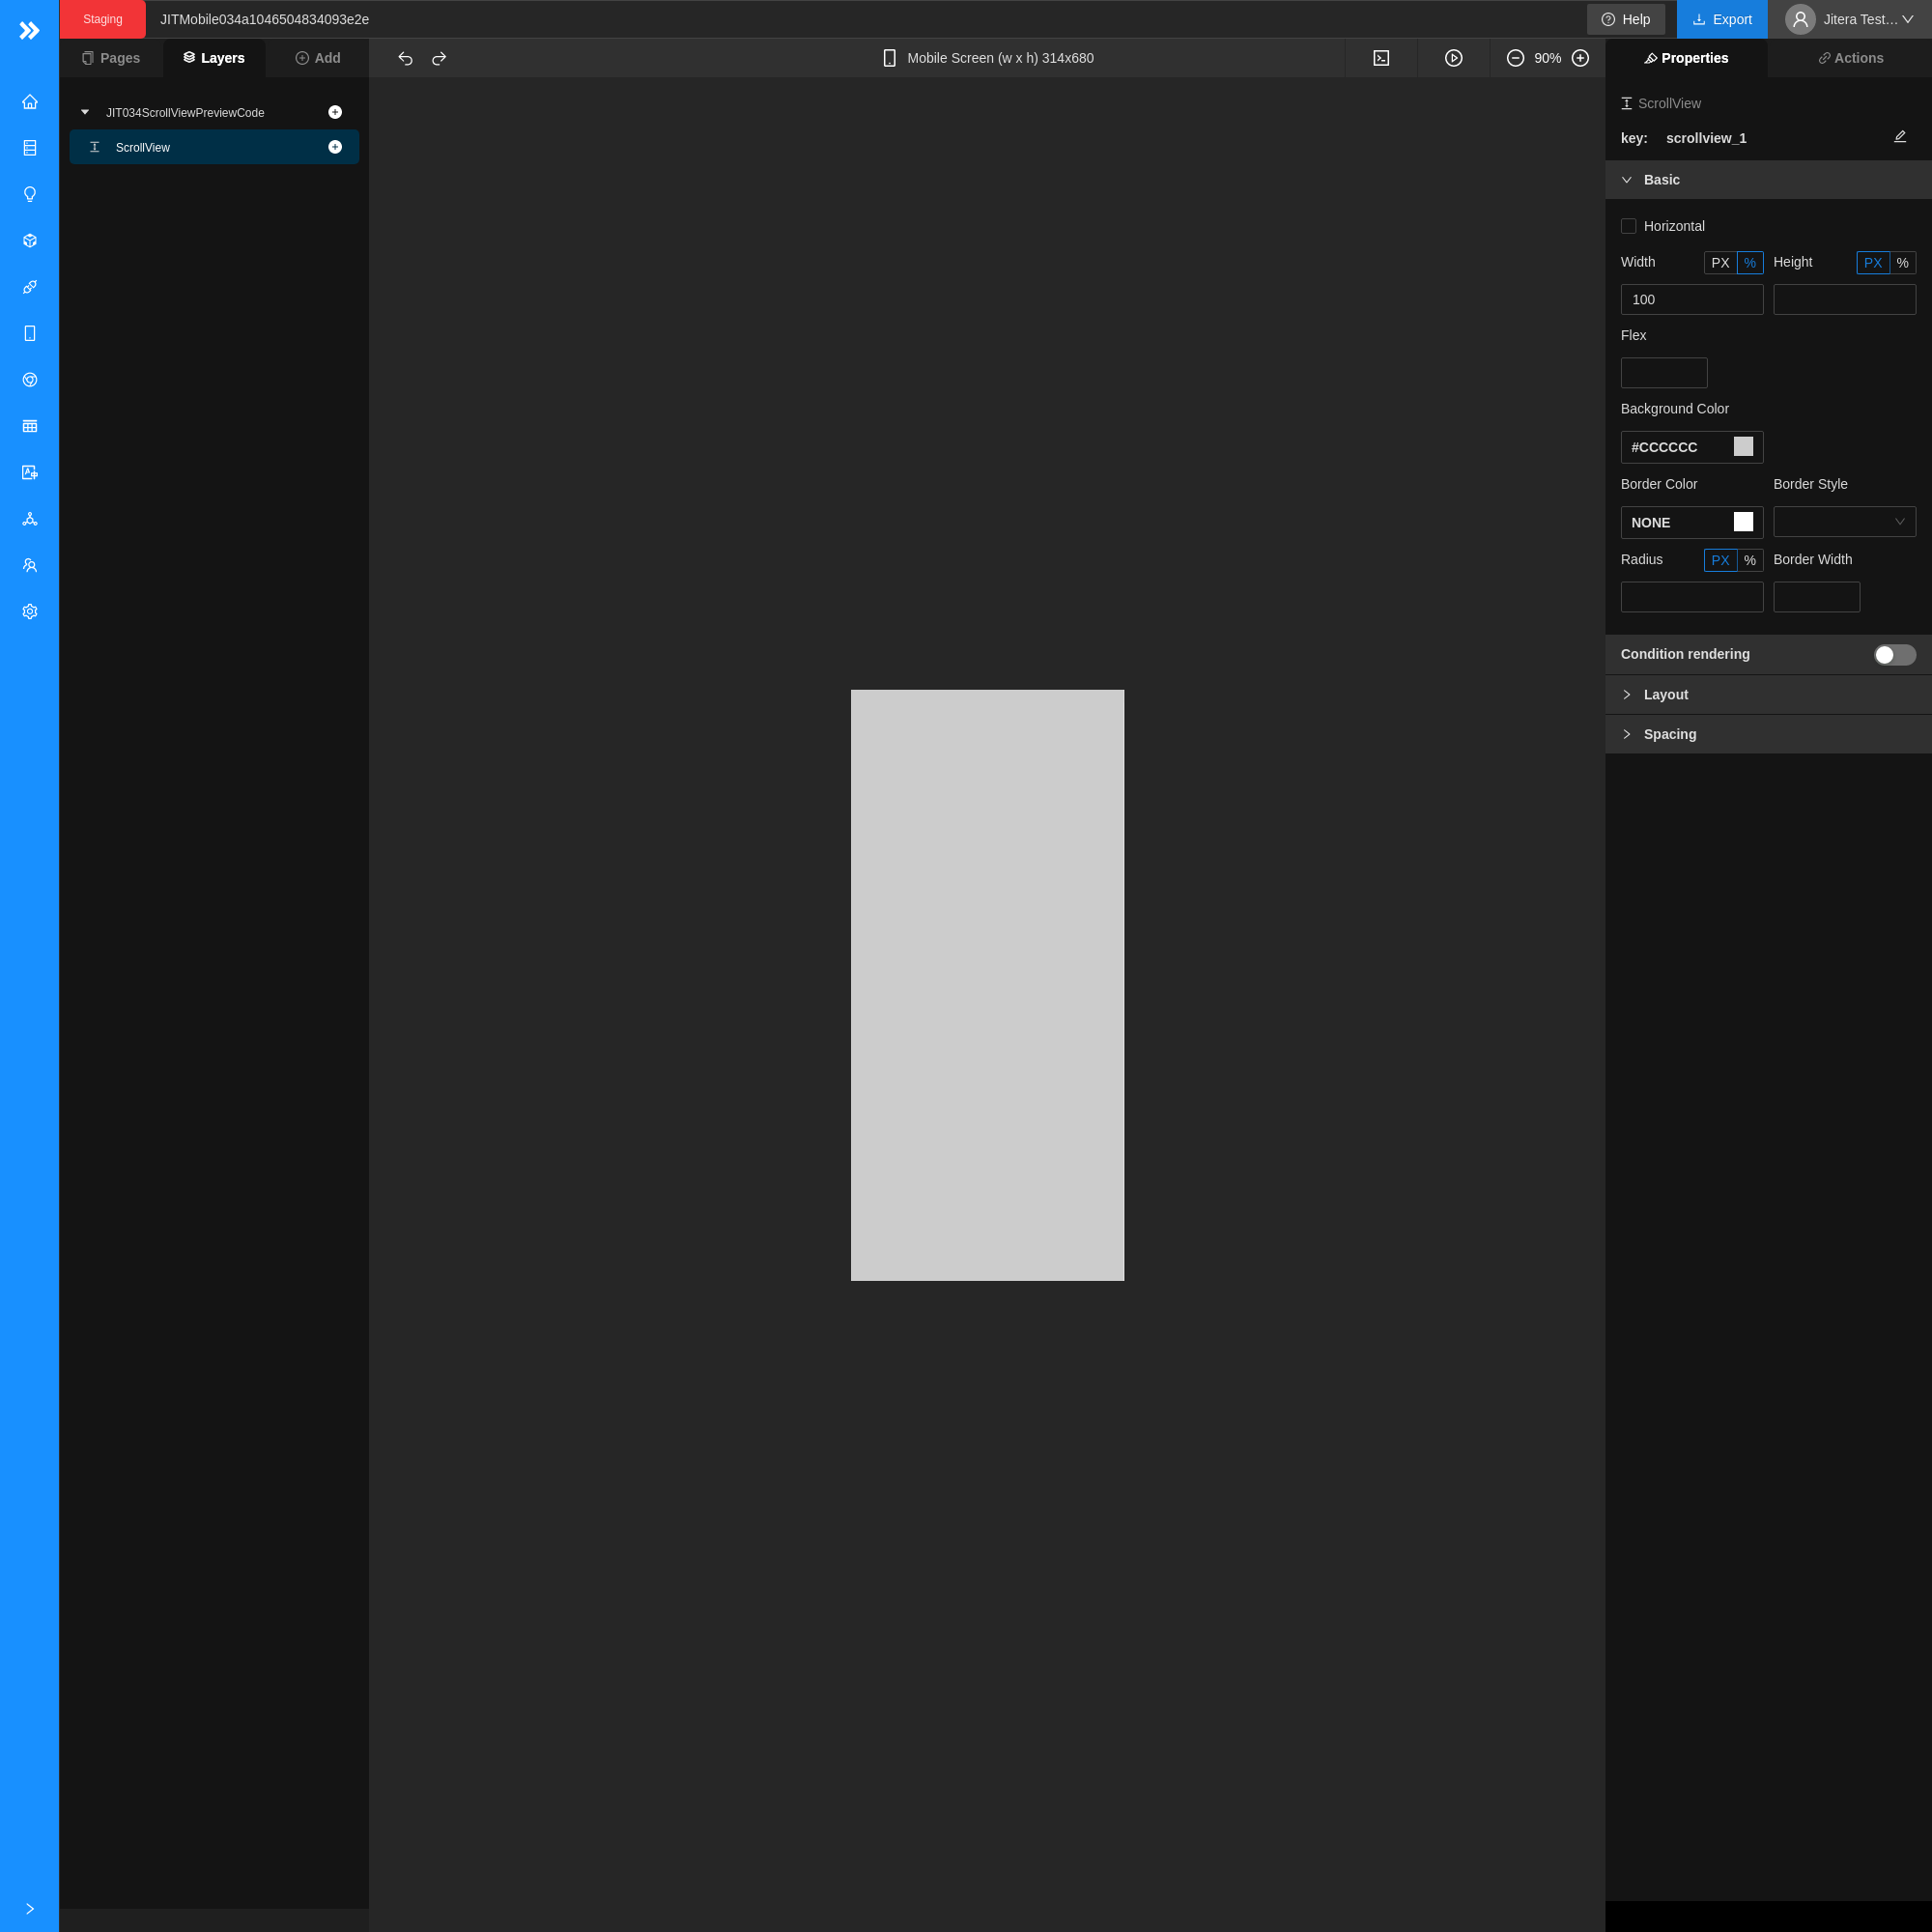 Staging
JITMobile034a1046504834093e2e
Help
Export
Jitera Test…
Pages
Layers
Add
Mobile Screen (w x h) 314x680
90%
Properties
Actions
JIT034ScrollViewPreviewCode
ScrollView
ScrollView
key: scrollview_1
Basic
Horizontal
Width PX % Height PX %
100
Flex
Background Color
#CCCCCC
Border Color Border Style
NONE
Radius PX % Border Width
Condition rendering
Layout
Spacing